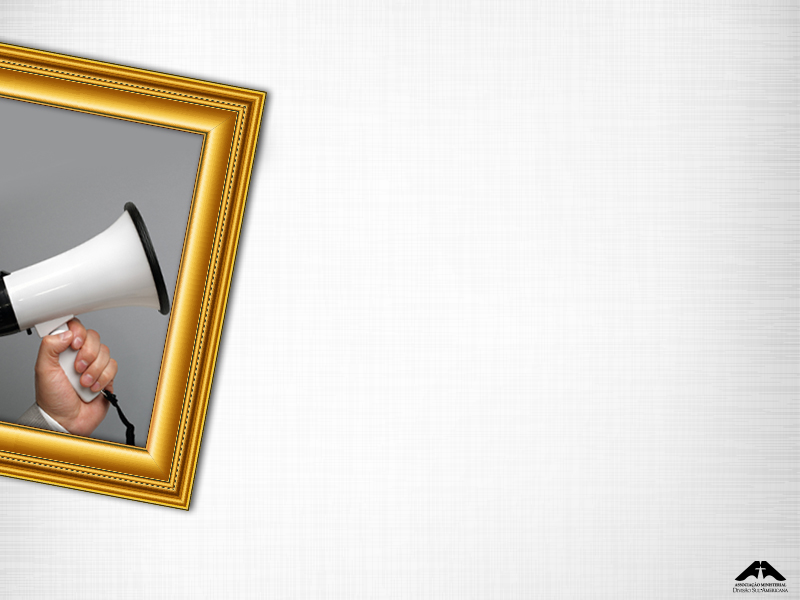 ASSOCIAÇÃO MINISTERIAL
DIVISÃO SUL-AMERICANA